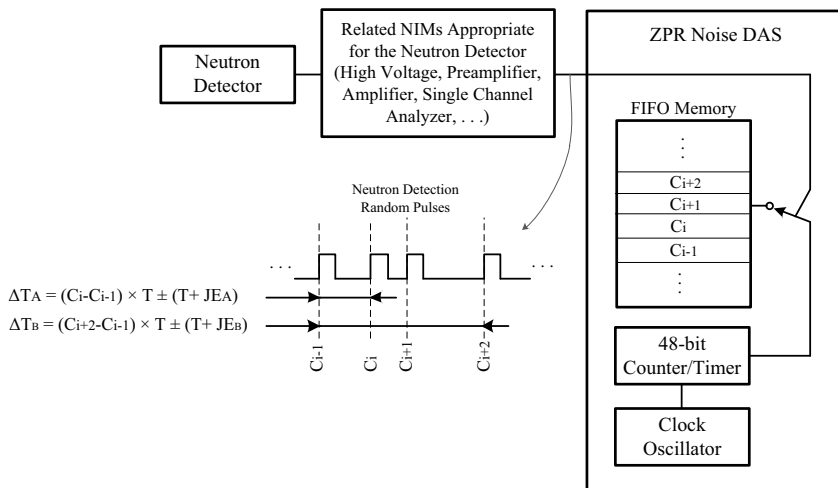 Neutron
Detector
Related NIMs Appropriate
for the Neutron Detector
(High Voltage, Preamplifier,
Amplifier, Single Channel
Analyzer, . . .)
ZPR Noise DAS
FIFO Memory
. . .
Ci+2
Ci+1
Ci
Ci-1
. . .
Neutron Detection
Random Pulses
. . .
. . .
ΔTA = (Ci-Ci-1) × T ± (T+ JEA)
ΔTB = (Ci+2-Ci-1) × T ± (T+ JEB)
Ci-1
Ci
Ci+1
Ci+2
48-bit
Counter/Timer
Clock
Oscillator